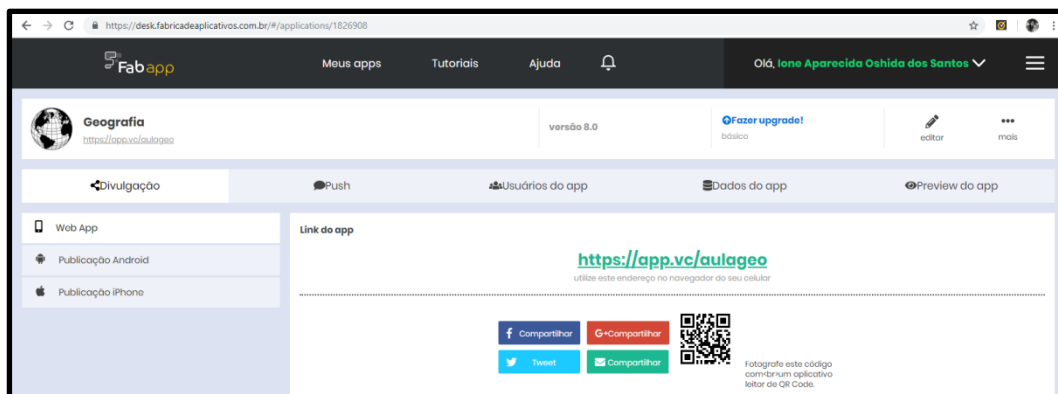 https://desk.fabricadeaplicativos.com.br/#/applications/1826908
Fabapp
Meus apps
Tutoriais
Ajuda
Olá, Ione Aparecida Oshida dos Santos
Geografia
https://app.vc/aulageo
versão 8.0
Fazer upgrade!
básico
editar
mais
Divulgação
Push
Usuários do app
Dados do app
Preview do app
Web App
Publicação Android
Publicação iPhone
Link do app
https://app.vc/aulageo
utilize este endereço no navegador do seu celular
f Compartilhar
G+Compartilhar
Tweet
Compartilhar
Fotografe este código
com<br>um aplicativo
leitor de QR Code.